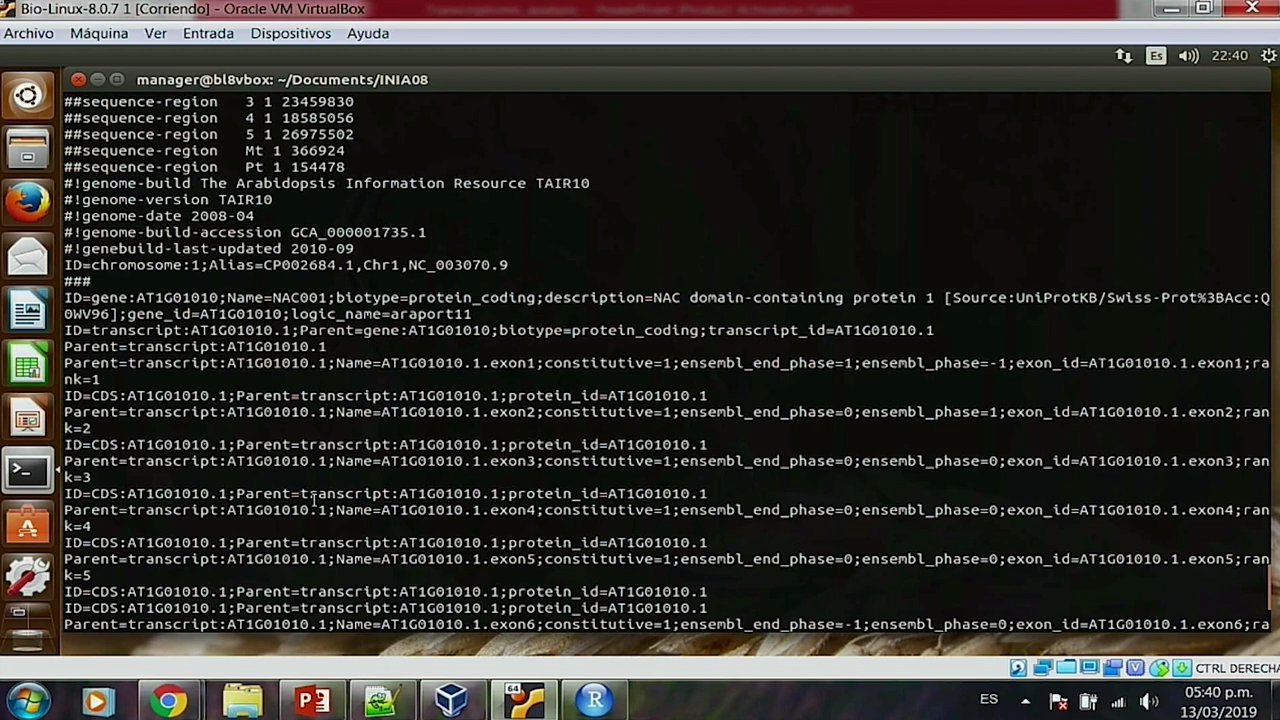 Bio-Linux-8.0.7 1 [Corriendo] - Oracle VM VirtualBox
Archivo Máquina Ver Entrada Dispositivos Ayuda
Es 22:40
manager@bl8vbox: ~/Documents/INIA08
##sequence-region   3 1 23459830
##sequence-region   4 1 18585056
##sequence-region   5 1 26975502
##sequence-region   Mt 1 366924
##sequence-region   Pt 1 154478
#!genome-build The Arabidopsis Information Resource TAIR10
#!genome-version TAIR10
#!genome-date 2008-04
#!genome-build-accession GCA_000001735.1
#!genebuild-last-updated 2010-09
ID=chromosome:1;Alias=CP002684.1,Chr1,NC_003070.9
###
ID=gene:AT1G01010;Name=NAC001;biotype=protein_coding;description=NAC domain-containing protein 1 [Source:UniProtKB/Swiss-Prot%3BAcc:Q
0WV96];gene_id=AT1G01010;logic_name=araport11
ID=transcript:AT1G01010.1;Parent=gene:AT1G01010;biotype=protein_coding;transcript_id=AT1G01010.1
Parent=transcript:AT1G01010.1
Parent=transcript:AT1G01010.1;Name=AT1G01010.1.exon1;constitutive=1;ensembl_end_phase=1;ensembl_phase=-1;exon_id=AT1G01010.1.exon1;ra
nk=1
ID=CDS:AT1G01010.1;Parent=transcript:AT1G01010.1;protein_id=AT1G01010.1
Parent=transcript:AT1G01010.1;Name=AT1G01010.1.exon2;constitutive=1;ensembl_end_phase=0;ensembl_phase=1;exon_id=AT1G01010.1.exon2;ran
k=2
ID=CDS:AT1G01010.1;Parent=transcript:AT1G01010.1;protein_id=AT1G01010.1
Parent=transcript:AT1G01010.1;Name=AT1G01010.1.exon3;constitutive=1;ensembl_end_phase=0;ensembl_phase=0;exon_id=AT1G01010.1.exon3;ran
k=3
ID=CDS:AT1G01010.1;Parent=transcript:AT1G01010.1;protein_id=AT1G01010.1
Parent=transcript:AT1G01010.1;Name=AT1G01010.1.exon4;constitutive=1;ensembl_end_phase=0;ensembl_phase=0;exon_id=AT1G01010.1.exon4;ran
k=4
ID=CDS:AT1G01010.1;Parent=transcript:AT1G01010.1;protein_id=AT1G01010.1
Parent=transcript:AT1G01010.1;Name=AT1G01010.1.exon5;constitutive=1;ensembl_end_phase=0;ensembl_phase=0;exon_id=AT1G01010.1.exon5;ran
k=5
ID=CDS:AT1G01010.1;Parent=transcript:AT1G01010.1;protein_id=AT1G01010.1
ID=CDS:AT1G01010.1;Parent=transcript:AT1G01010.1;protein_id=AT1G01010.1
Parent=transcript:AT1G01010.1;Name=AT1G01010.1.exon6;constitutive=1;ensembl_end_phase=-1;ensembl_phase=0;exon_id=AT1G01010.1.exon6;ra
CTRL DERECHA
64
ES 05:40 p.m.
13/03/2019